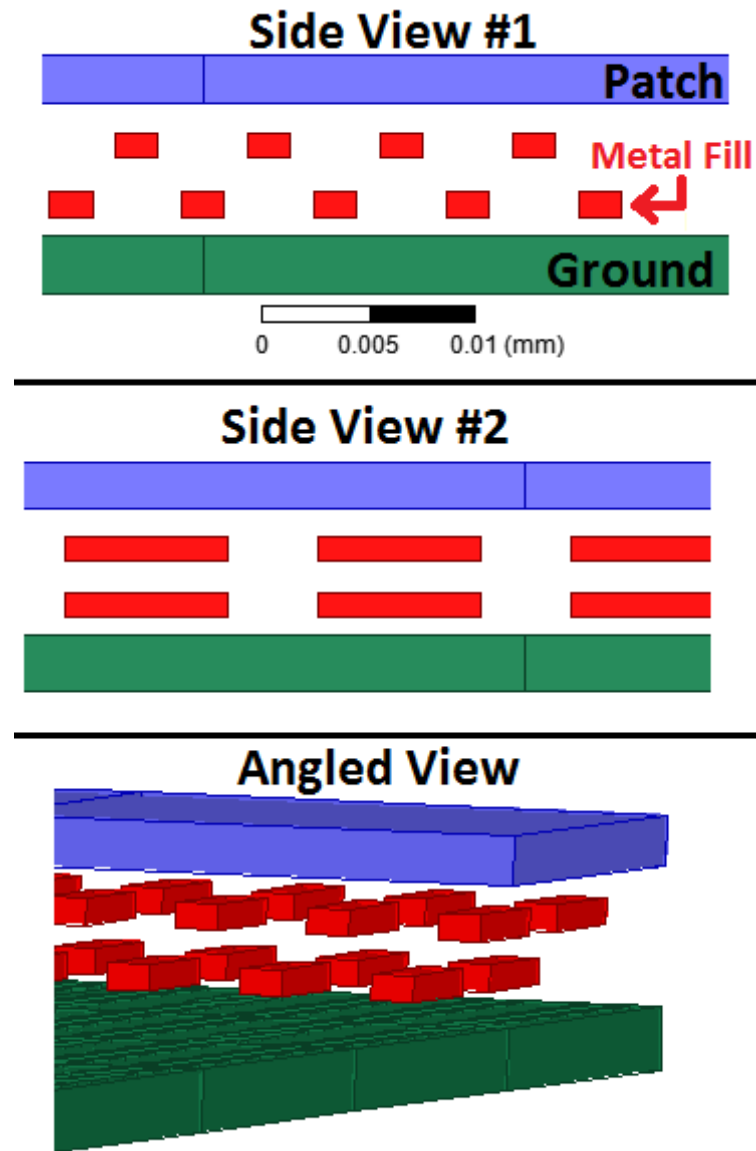 Side View #1
Patch
Metal Fill
Ground
0 0.005 0.01 (mm)
Side View #2
Angled View